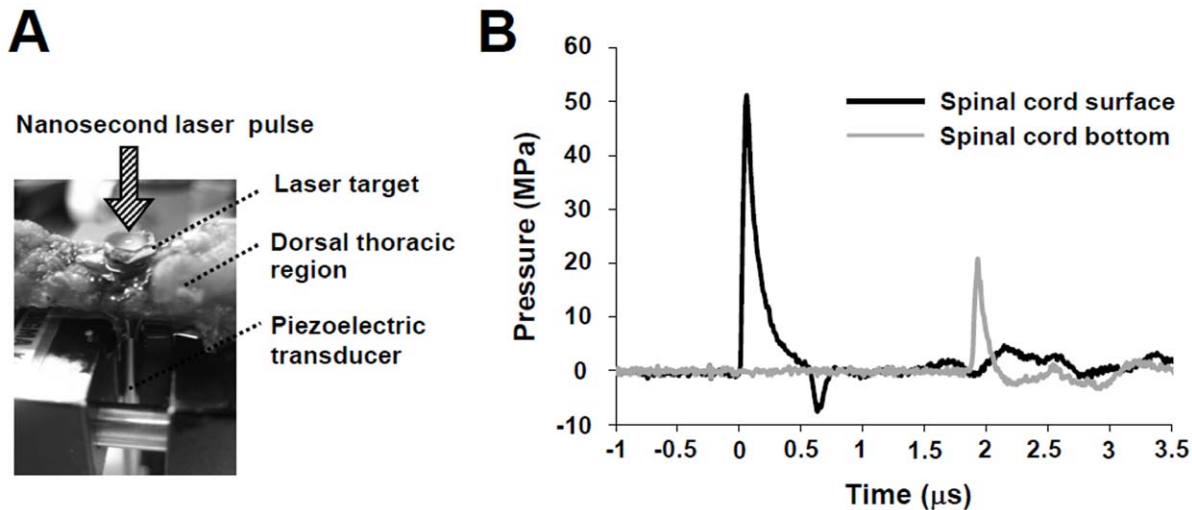 A
Nanosecond laser pulse
Laser target
Dorsal thoracic
region
Piezoelectric
transducer
B
Pressure (MPa)
60
50
40
30
20
10
0
-10
-1
-0.5
0
0.5
1
1.5
2
2.5
3
3.5
Time (μs)
Spinal cord surface
Spinal cord bottom